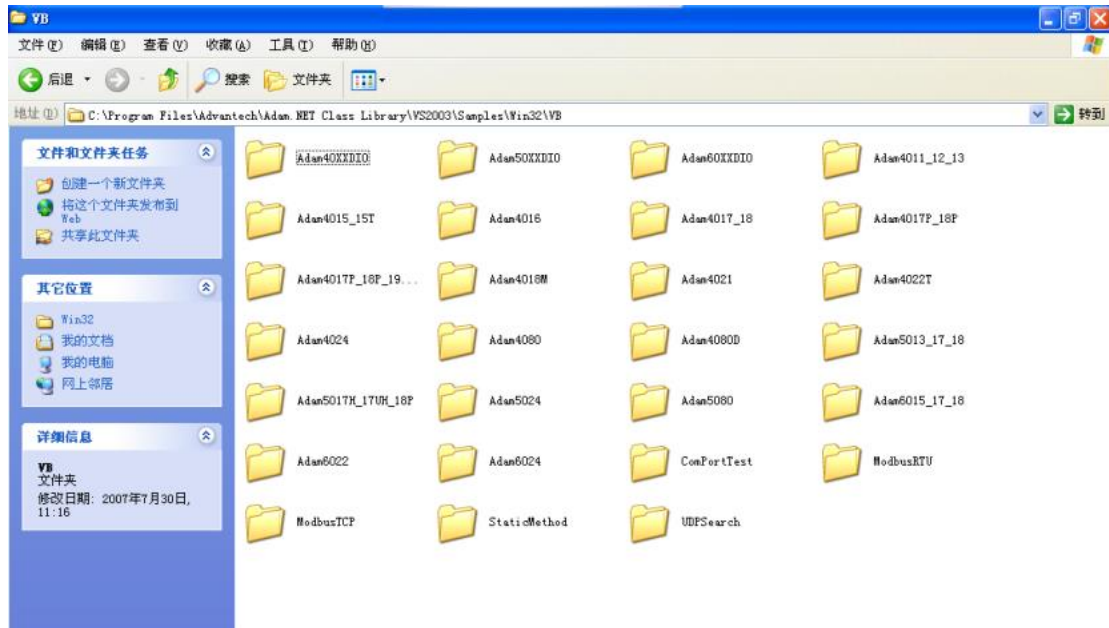 VB
文件(F) 编辑(E) 查看(V) 收藏(A) 工具(T) 帮助(H)
后退 搜索 文件夹
地址(D) C:\Program Files\Advantech\Adam.NET Class Library\VS2003\Samples\Win32\VB 转到
文件和文件夹任务
创建一个新文件夹
将这个文件夹发布到
Web
共享此文件夹
其它位置
Win32
我的文档
我的电脑
网上邻居
详细信息
VB
文件夹
修改日期: 2007年7月30日,
11:16
Adam40XXDIO Adam50XXDIO Adam60XXDIO Adam4011_12_13
Adam4015_15T Adam4016 Adam4017_18 Adam4017P_18P
Adam4017P_18P_19... Adam4018M Adam4021 Adam4022T
Adam4024 Adam4080 Adam4080D Adam5013_17_18
Adam5017H_17UH_18P Adam5024 Adam5080 Adam6015_17_18
Adam6022 Adam6024 ComPortTest ModbusRTU
ModbusTCP StaticMethod UDPSearch